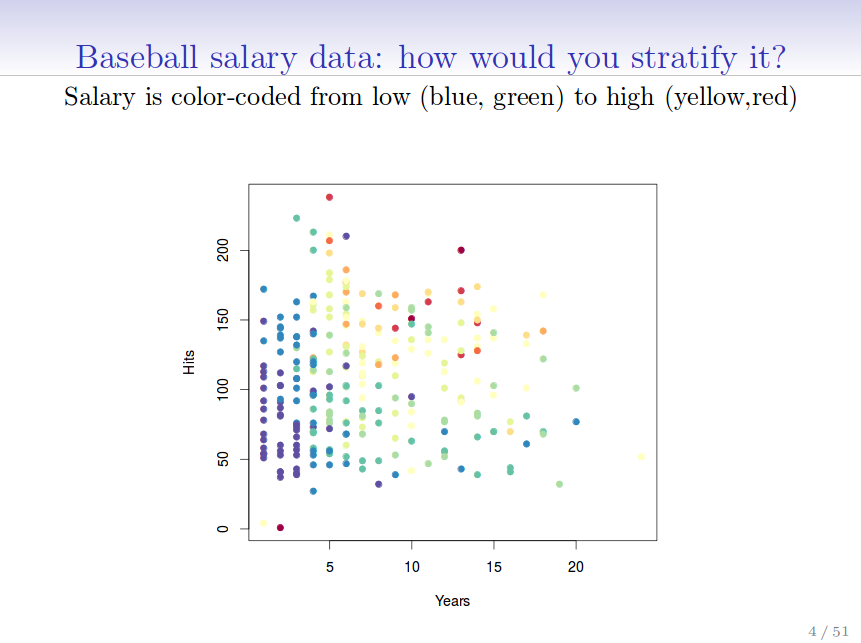 Baseball salary data: how would you stratify it?
Salary is color-coded from low (blue, green) to high (yellow,red)
200
150
100
50
0
Hits
5 10 15 20
Years
4 / 51